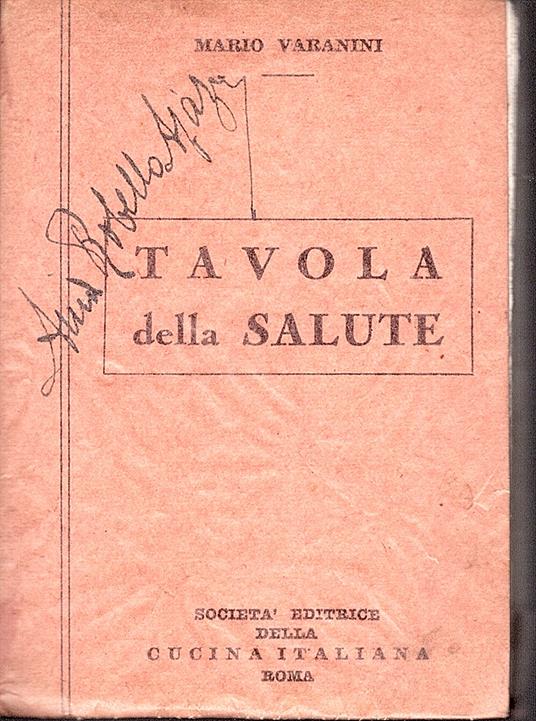 MARIO VARANINI
TAVOLA
della SALUTE
SOCIETA' EDITRICE
DELLA
CUCINA ITALIANA
ROMA